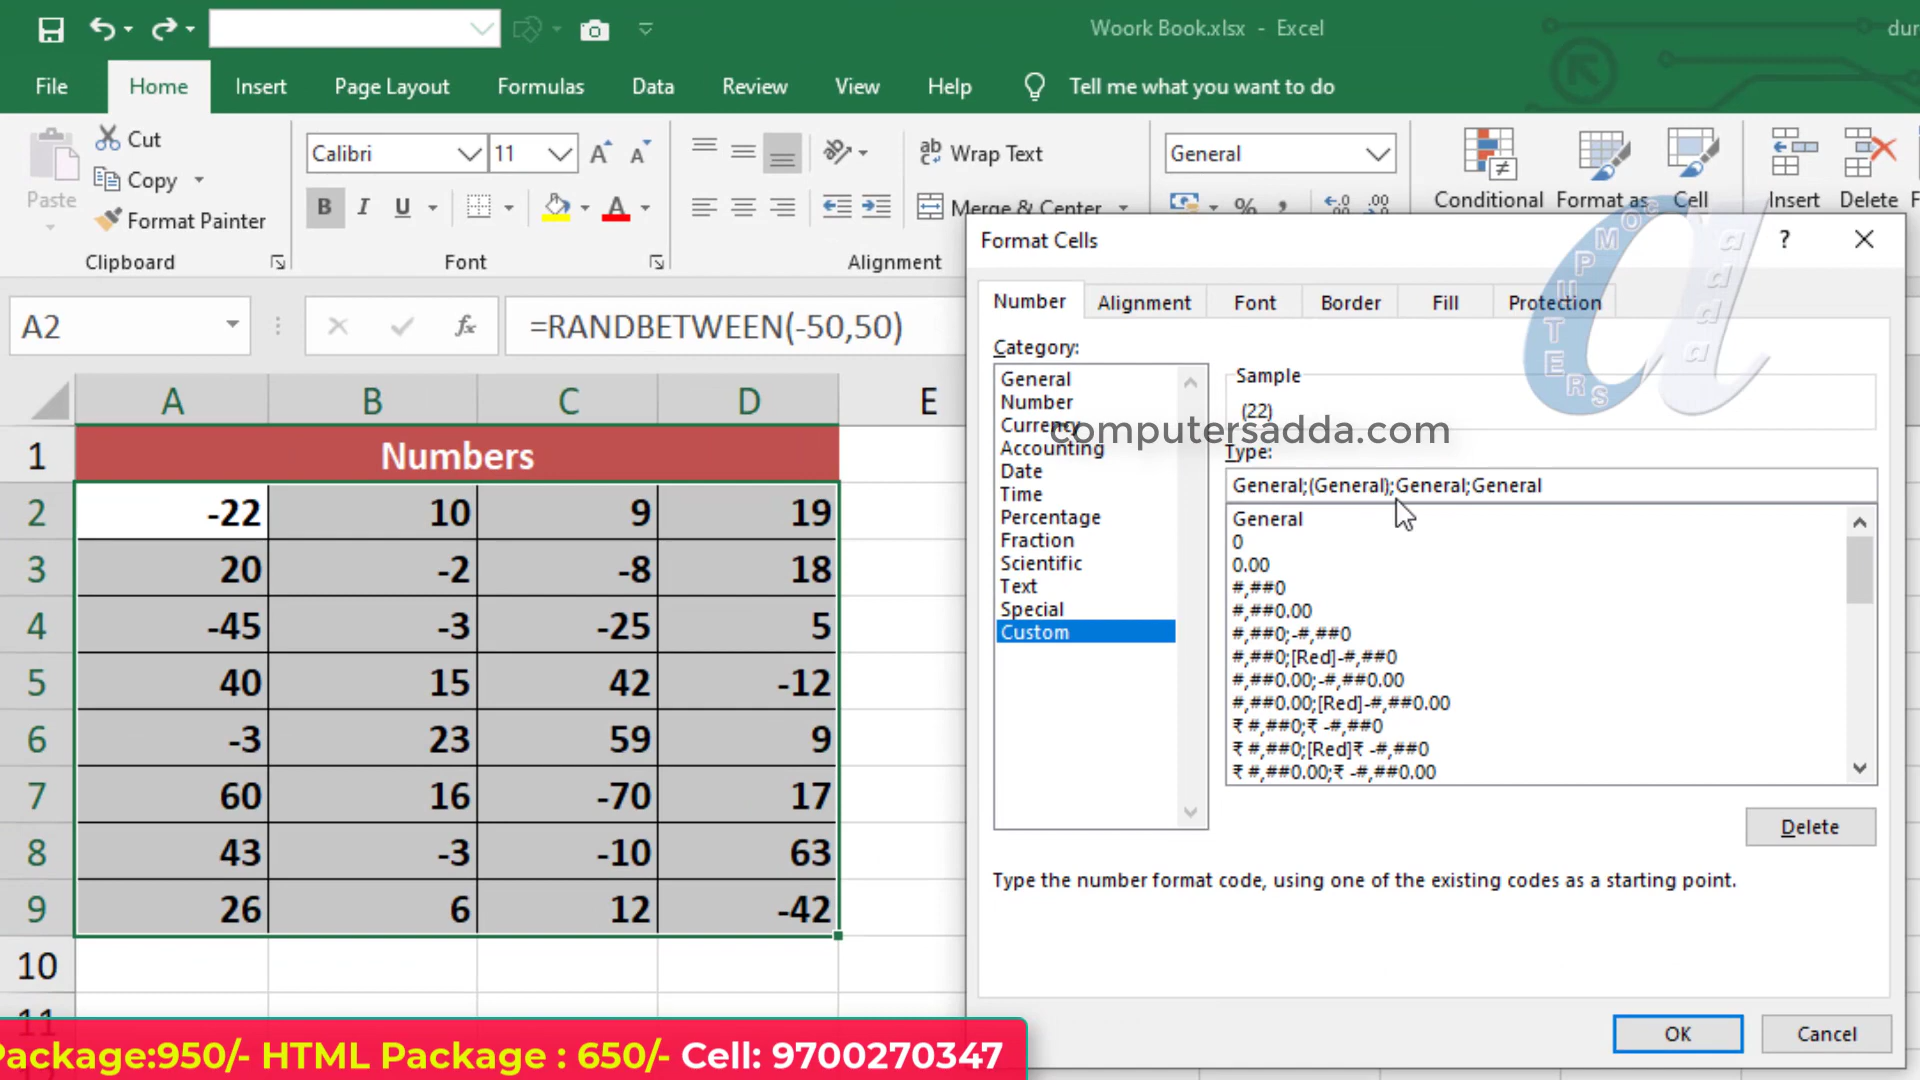 Woork Book.xlsx - Excel
dur
File Home Insert Page Layout Formulas Data Review View Help Tell me what you want to do
Paste
Cut
Copy
Format Painter
Clipboard
Calibri 11
B I U
Font
ab Wrap Text
Merge & Center
Alignment
General
%
Conditional Format as Cell
Insert Delete F
A2
fx
=RANDBETWEEN(-50,50)
A B C D E
1 Numbers
2 -22 10 9 19
3 20 -2 -8 18
4 -45 -3 -25 5
5 40 15 42 -12
6 -3 23 59 9
7 60 16 -70 17
8 43 -3 -10 63
9 26 6 12 -42
10
11
Format Cells
?
Number Alignment Font Border Fill Protection
Category:
General
Number
Currency
Accounting
Date
Time
Percentage
Fraction
Scientific
Text
Special
Custom
Sample
(22)
Type:
General;(General);General;General
General
0
0.00
#,##0
#,##0.00
#,##0;-#,##0
#,##0;[Red]-#,##0
#,##0.00;-#,##0.00
#,##0.00;[Red]-#,##0.00
₹ #,##0;₹ -#,##0
₹ #,##0;[Red]₹ -#,##0
₹ #,##0.00;₹ -#,##0.00
Delete
Type the number format code, using one of the existing codes as a starting point.
OK Cancel
COMPUTERS
adda
computersadda.com
Package:950/- HTML Package : 650/- Cell: 9700270347